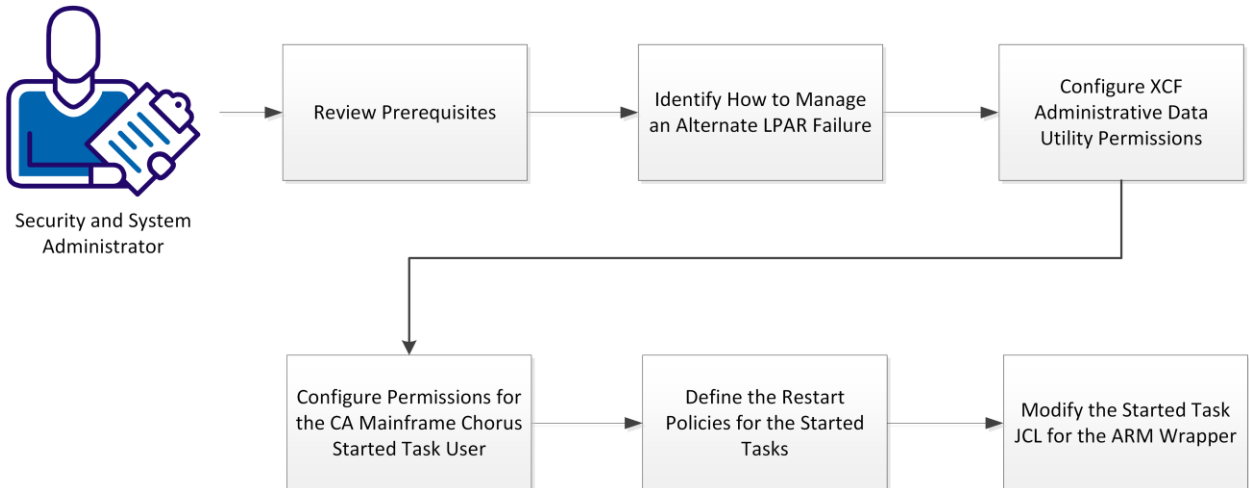 Security and System
Administrator
Review Prerequisites
Identify How to Manage
an Alternate LPAR Failure
Configure XCF
Administrative Data
Utility Permissions
Configure Permissions for
the CA Mainframe Chorus
Started Task User
Define the Restart
Policies for the Started
Tasks
Modify the Started Task
JCL for the ARM Wrapper